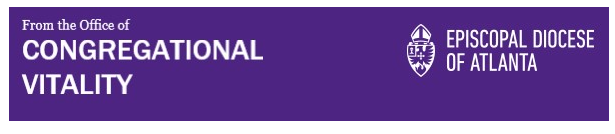 From the Office of
CONGREGATIONAL
VITALITY
EPISCOPAL DIOCESE
OF ATLANTA